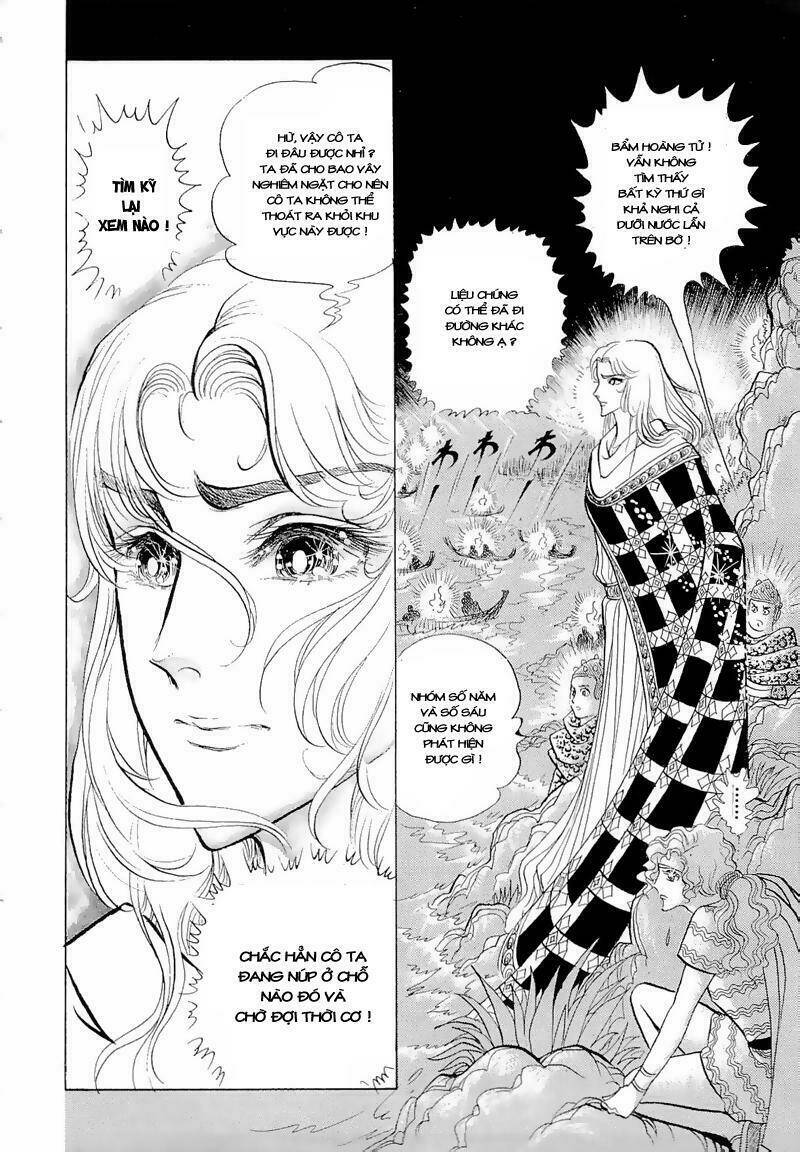 BẨM HOÀNG TỬ !
VẪN KHÔNG
TÌM THẤY
BẤT KỲ THỨ GÌ
KHẢ NGHI CẢ
DƯỚI NƯỚC LẪN
TRÊN BỜ !
LIỆU CHÚNG
CÓ THỂ ĐÃ ĐI
ĐƯỜNG KHÁC
KHÔNG Ạ ?
わ わ わ
NHÓM SỐ NĂM
VÀ SỐ SÁU
CŨNG KHÔNG
PHÁT HIỆN
ĐƯỢC GÌ !
........
HỪ, VẬY CÔ TA
ĐI ĐÂU ĐƯỢC NHỈ ?
TA ĐÃ CHO BAO VÂY
NGHIÊM NGẶT CHO NÊN
CÔ TA KHÔNG THỂ
THOÁT RA KHỎI KHU
VỰC NÀY ĐƯỢC !
TÌM KỸ
LẠI
XEM NÀO !
CHẮC HẲN CÔ TA
ĐANG NÚP Ở CHỖ
NÀO ĐÓ VÀ
CHỜ ĐỢI THỜI CƠ !